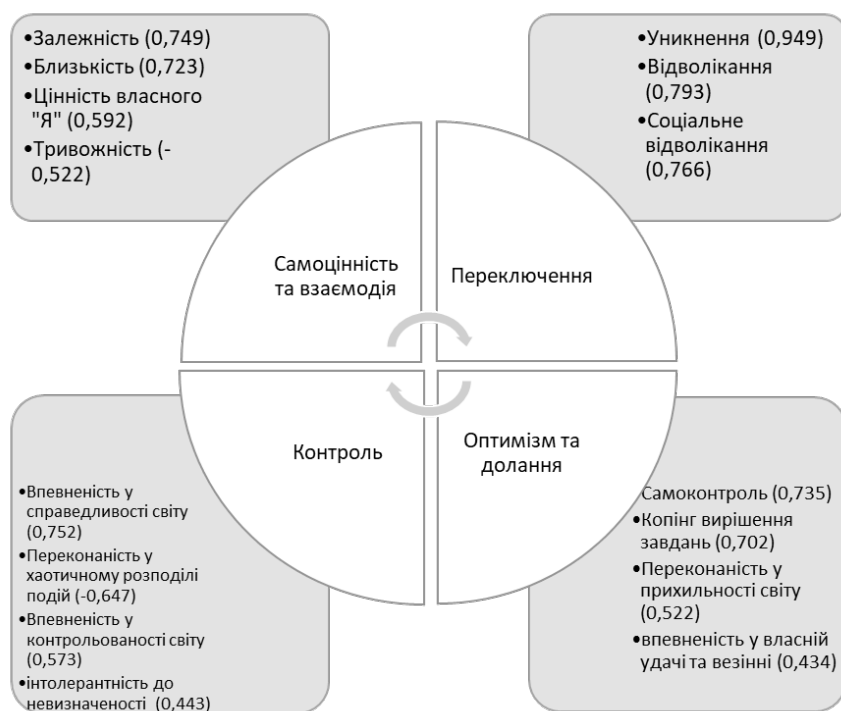 •Залежність (0,749)
•Близькість (0,723)
•Цінність власного
"Я" (0,592)
•Тривожність (-
0,522)
•Уникнення (0,949)
•Відволікання
(0,793)
•Соціальне
відволікання
(0,766)
Самоцінність
та взаємодія
Переключення
Контроль
Оптимізм та
долання
•Впевненість у
справедливості світу
(0,752)
•Переконаність у
хаотичному розподілі
подій (-0,647)
•Впевненість у
контрольованості світу
(0,573)
•інтолерантність до
невизначеності (0,443)
Самоконтроль (0,735)
•Копінг вирішення
завдань (0,702)
•Переконаність у
прихильності світу
(0,522)
•впевненість у власній
удачі та везінні (0,434)